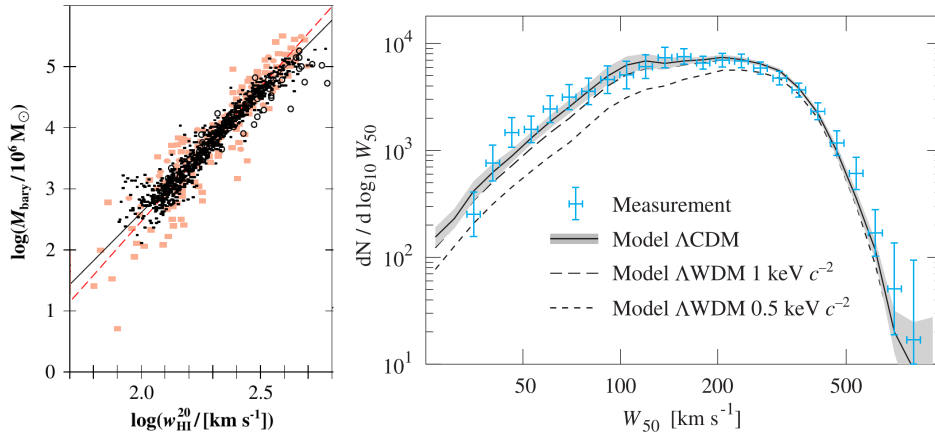 log(M_bary/10^6 M_⊙)
5
4
3
2
1
0
2.0
2.5
log(w_HI^20/[km s^-1])
dN / d log_10 W_50
10^4
10^3
10^2
10^1
Measurement
Model ΛCDM
Model ΛWDM 1 keV c^-2
Model ΛWDM 0.5 keV c^-2
50
100
200
500
W_50 [km s^-1]